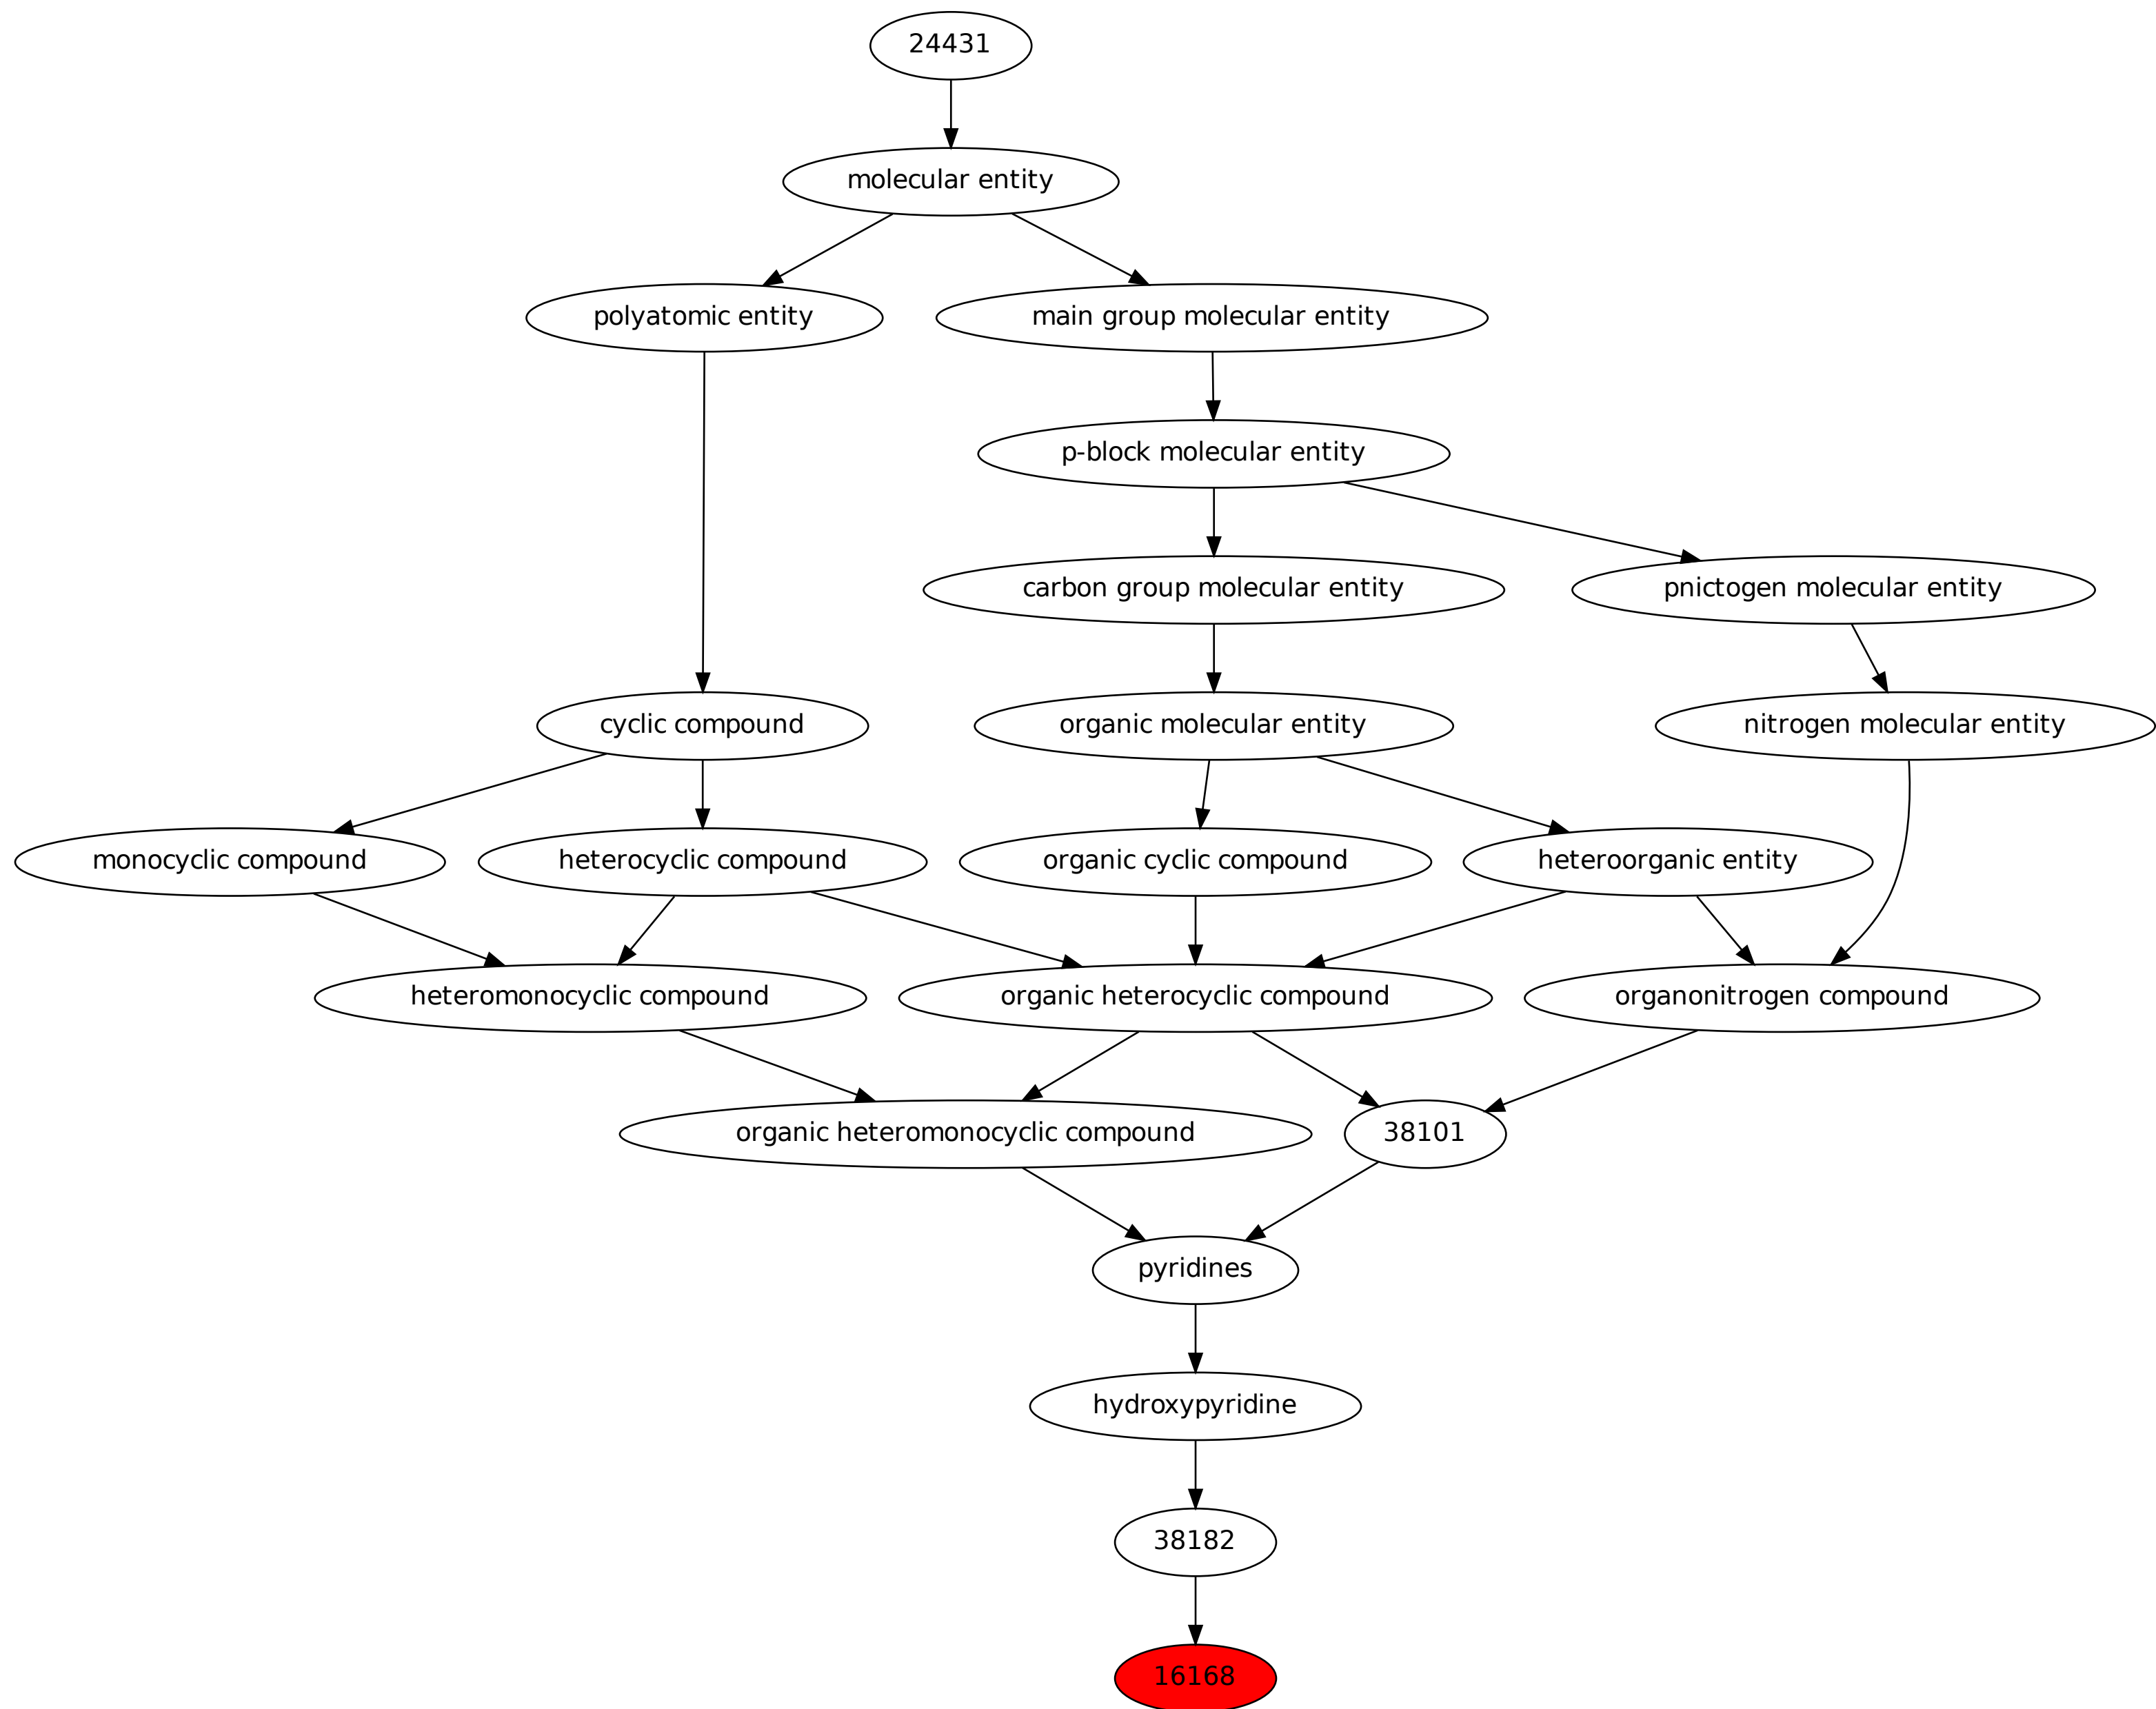 24431
molecular entity
polyatomic entity
main group molecular entity
p-block molecular entity
carbon group molecular entity
pnictogen molecular entity
cyclic compound
organic molecular entity
nitrogen molecular entity
monocyclic compound
heterocyclic compound
organic cyclic compound
heteroorganic entity
heteromonocyclic compound
organic heterocyclic compound
organonitrogen compound
organic heteromonocyclic compound
38101
pyridines
hydroxypyridine
38182
16168